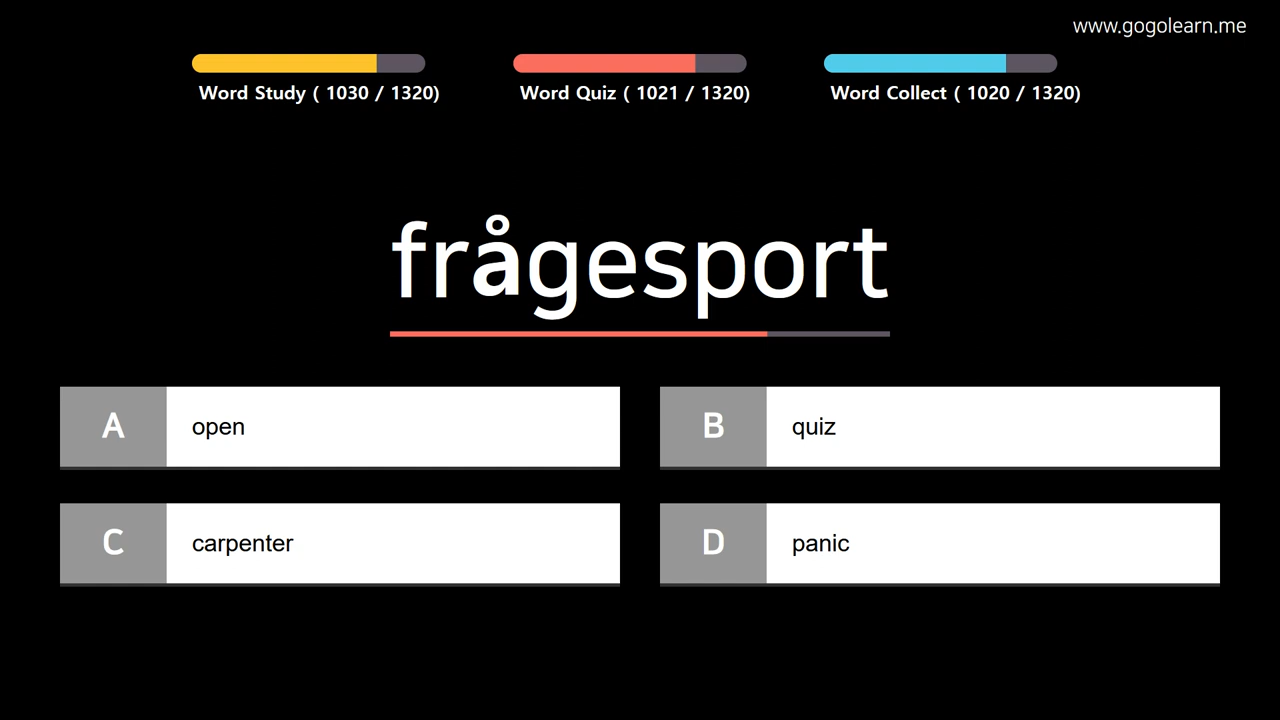 www.gogolearn.me
Word Study ( 1030 / 1320)
Word Quiz ( 1021 / 1320)
Word Collect ( 1020 / 1320)
frågesport
A open
B quiz
C carpenter
D panic